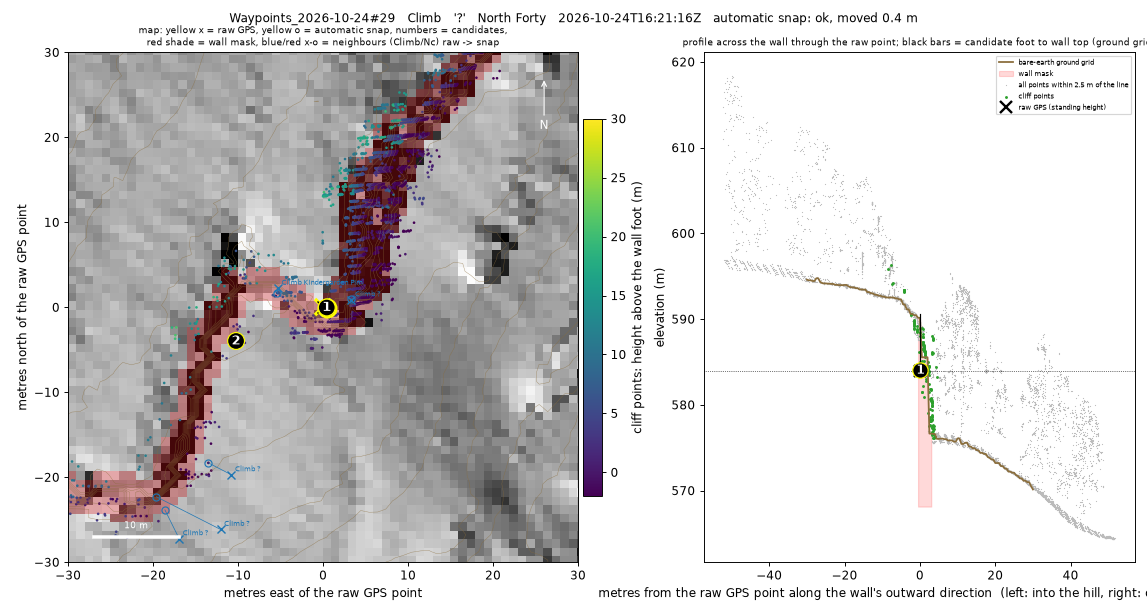 Waypoints_2026-10-24#29 Climb '?' North Forty 2026-10-24T16:21:16Z automatic snap: ok, moved 0.4 m
map: yellow x = raw GPS, yellow o = automatic snap, numbers = candidates,
red shade = wall mask, blue/red x-o = neighbours (Climb/Nc) raw -> snap
profile across the wall through the raw point; black bars = candidate foot to wall top (ground gri
30
20
10
0
−10
−20
−30
−30
−20
−10
0
10
20
30
metres north of the raw GPS point
metres east of the raw GPS point
N
1
2
Climb Kinderg
Climb ?
Climb ?
Climb ?
10 m
30
25
20
15
10
5
0
cliff points: height above the wall foot (m)
620
610
600
590
580
570
elevation (m)
bare-earth ground grid
wall mask
all points within 2.5 m of the line
cliff points
raw GPS (standing height)
1
−40
−20
0
20
40
metres from the raw GPS point along the wall's outward direction (left: into the hill, right: